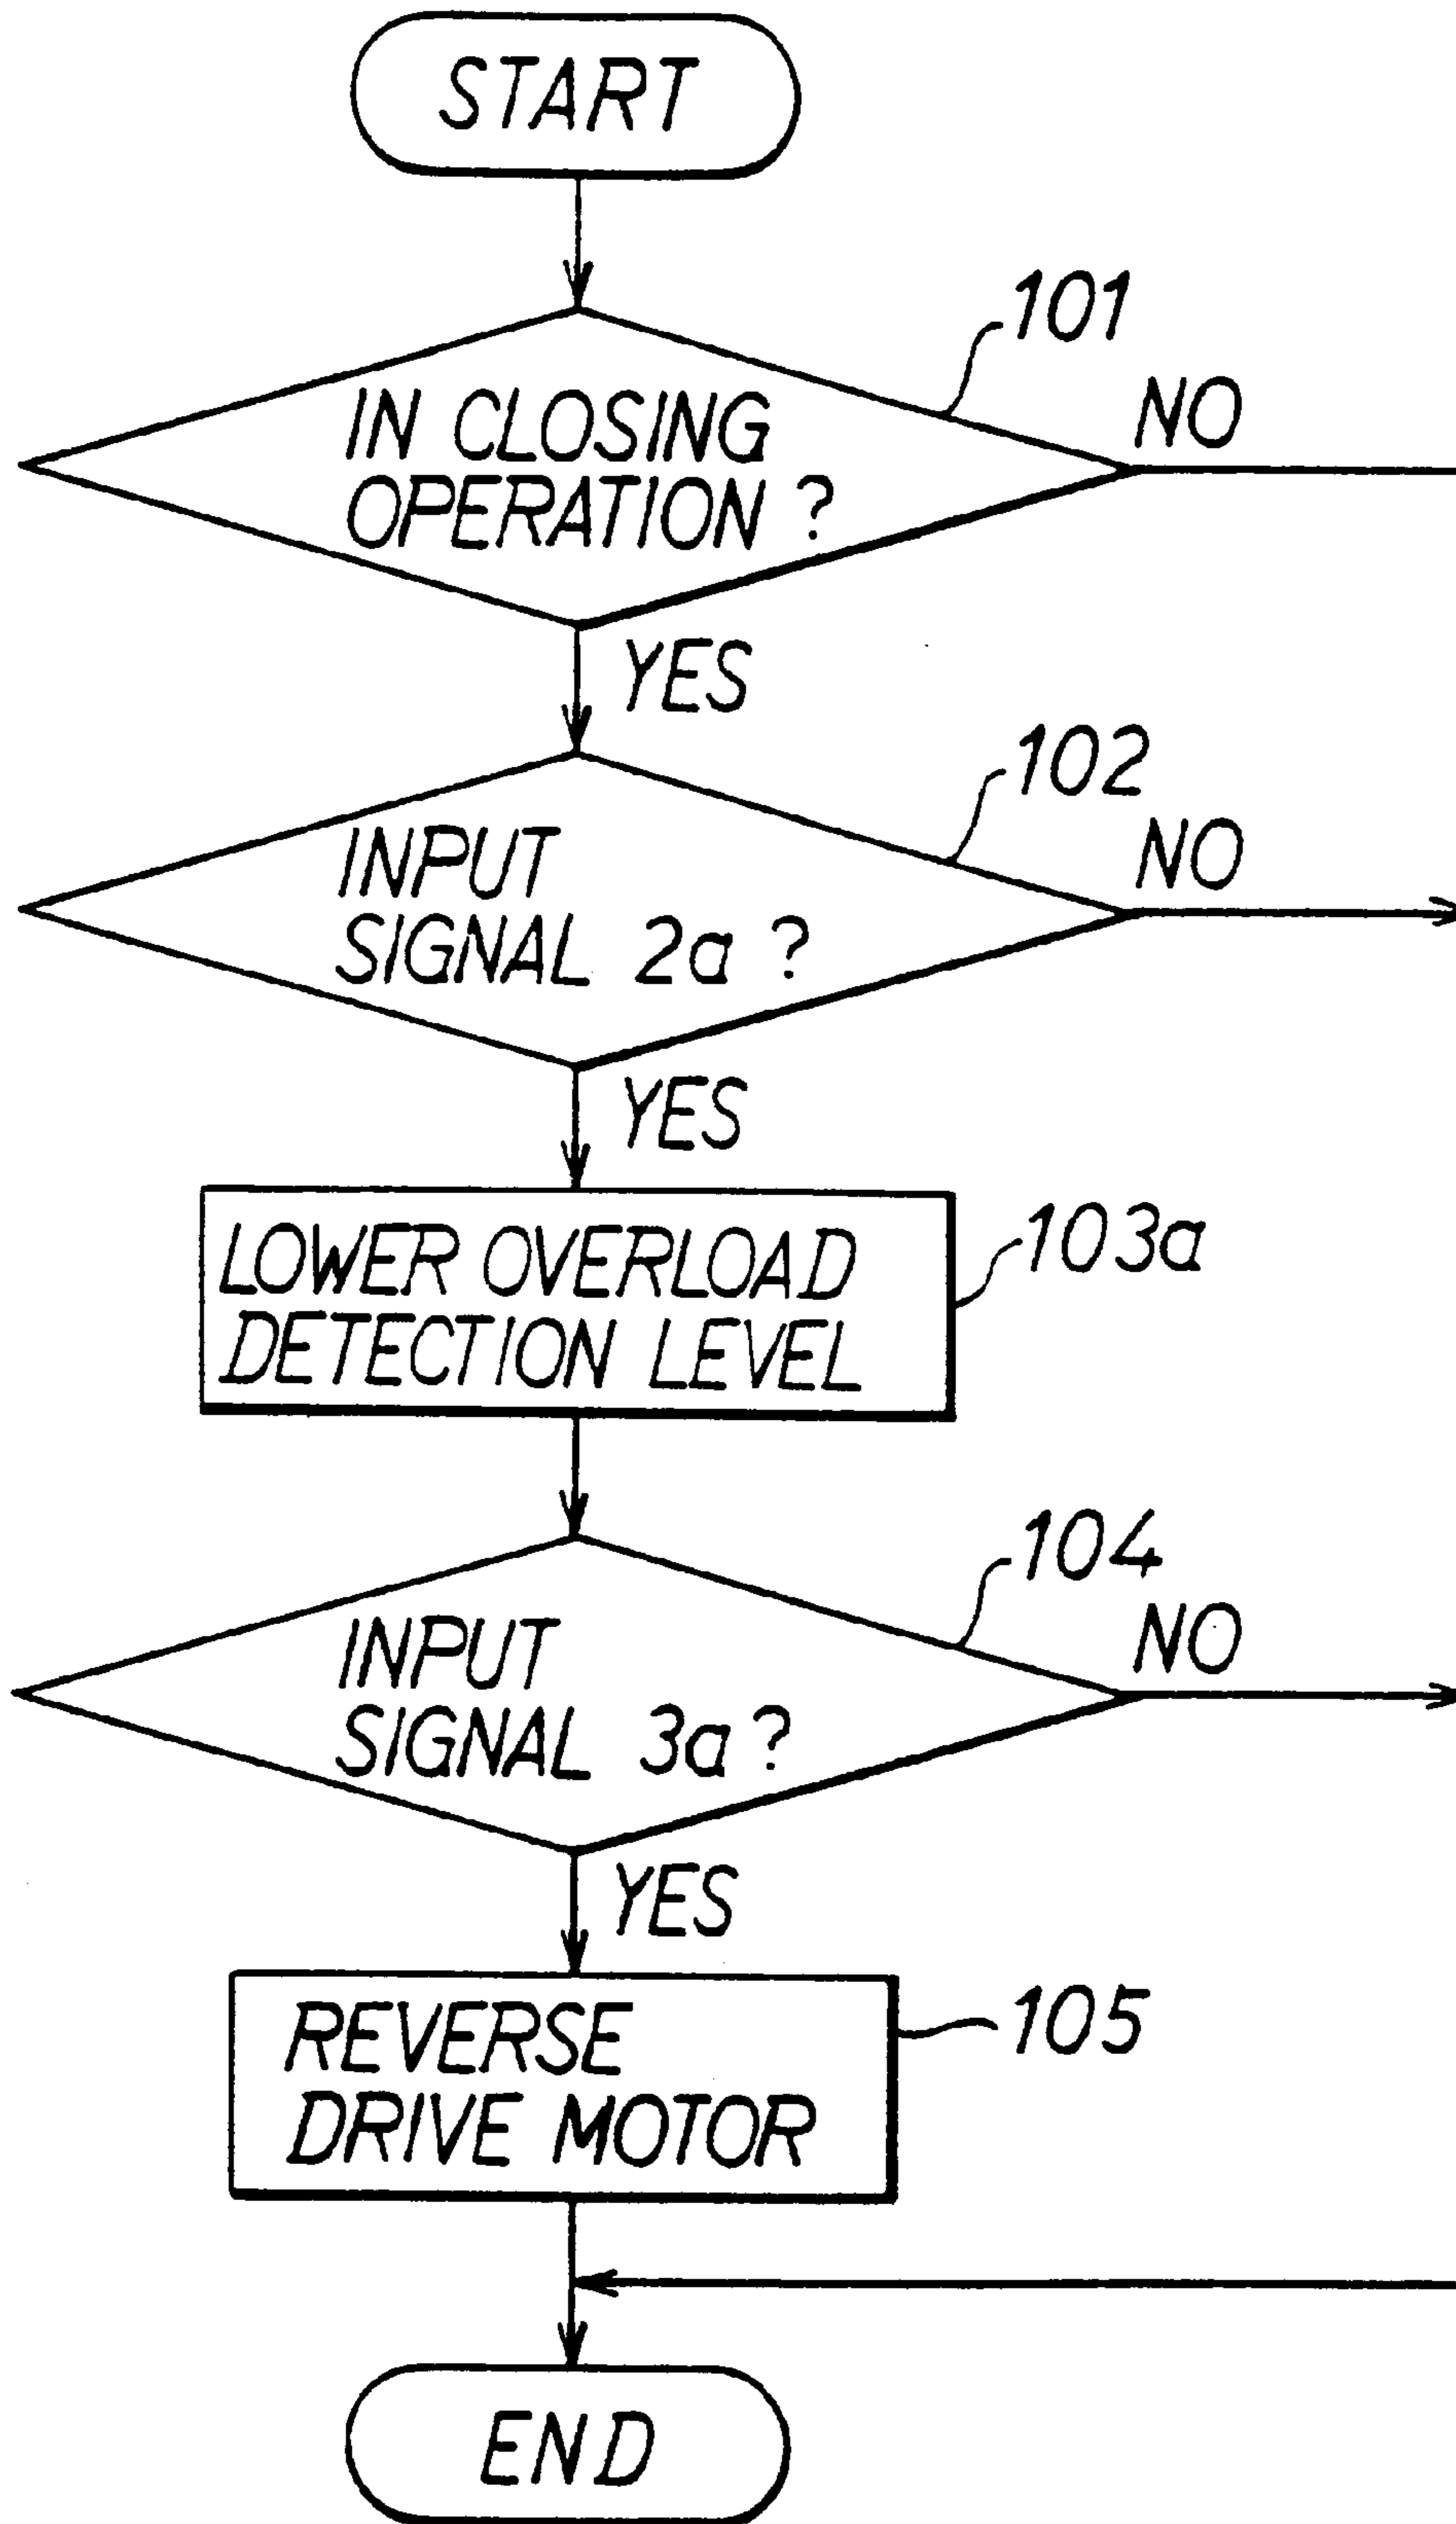 START
101
IN CLOSING
OPERATION ?
NO
YES
102
INPUT
SIGNAL 2a ?
NO
YES
LOWER OVERLOAD
DETECTION LEVEL
103a
104
INPUT
SIGNAL 3a ?
NO
YES
REVERSE
DRIVE MOTOR
105
END